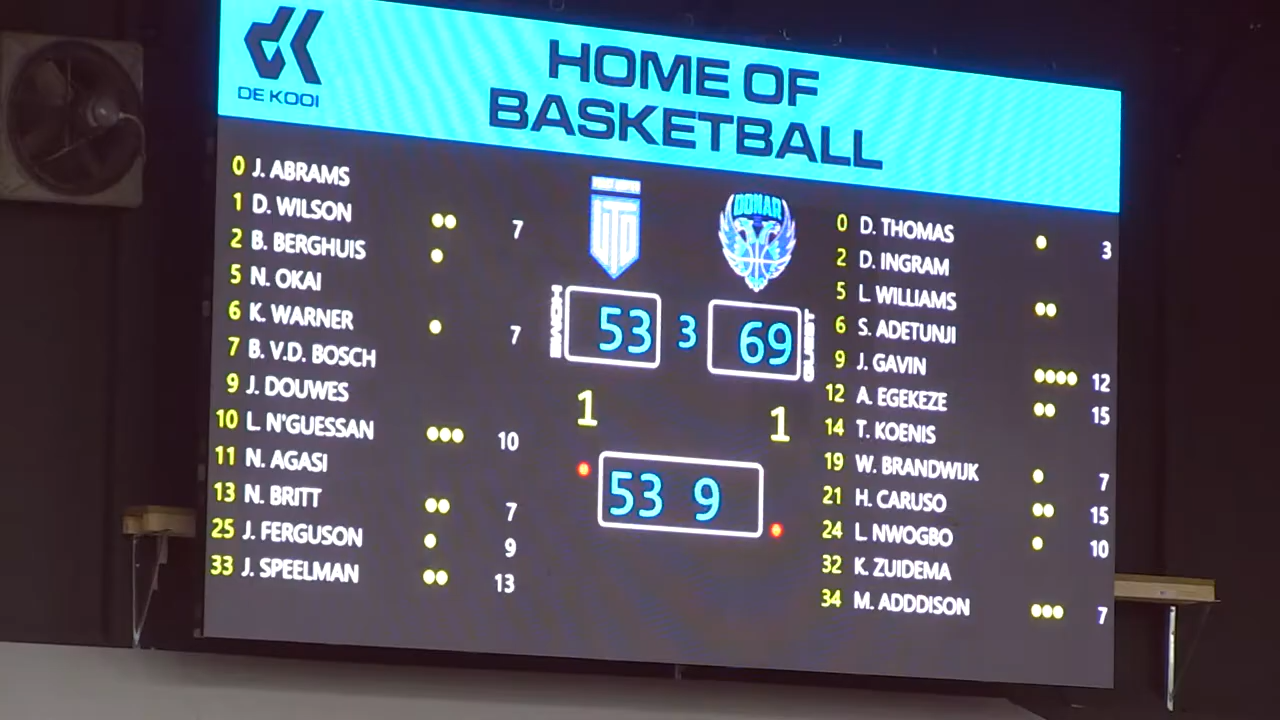 DE KOOI
HOME OF
BASKETBALL
0 J. ABRAMS
1 D. WILSON 7
2 B. BERGHUIS
5 N. OKAI
6 K. WARNER 7
7 B. V.D. BOSCH
9 J. DOUWES
10 L. N'GUESSAN 10
11 N. AGASI
13 N. BRITT 7
25 J. FERGUSON 9
33 J. SPEELMAN 13
DONAR
HOME 53 3 69 GUEST
1 1
53 9
0 D. THOMAS 3
2 D. INGRAM
5 L. WILLIAMS
6 S. ADETUNJI
9 J. GAVIN 12
12 A. EGEKEZE 15
14 T. KOENIS
19 W. BRANDWIJK 7
21 H. CARUSO 15
24 L. NWOGBO 10
32 K. ZUIDEMA
34 M. ADDDISON 7